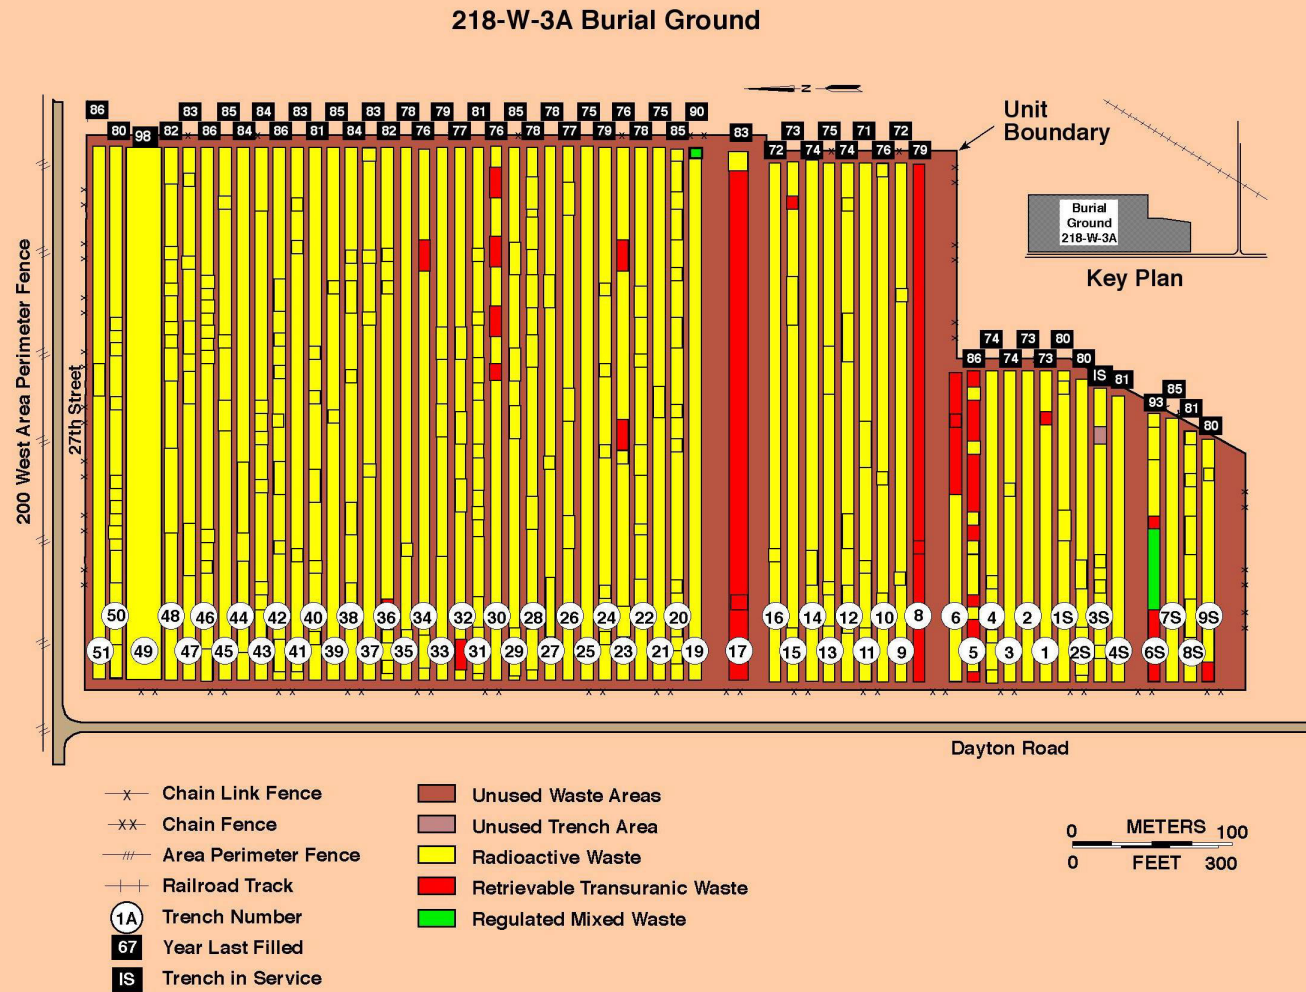 218-W-3A Burial Ground
N
Unit
Boundary
86 83 85 84 83 85 83 78 79 81 85 78 75 76 75 90
80 98 82 86 84 86 81 84 82 76 77 76 78 77 79 78 85 83
73 75 71 72
72 74 74 76 79
Burial
Ground
218-W-3A
Key Plan
200 West Area Perimeter Fence
27th Street
74 73 80
86 74 73 80 IS 81
93 85 81 80
50 48 46 44 42 40 38 36 34 32 30 28 26 24 22 20 16 14 12 10 8 6 4 2 1S 3S 7S 9S
51 49 47 45 43 41 39 37 35 33 31 29 27 25 23 21 19 17 15 13 11 9 5 3 1 2S 4S 6S 8S
Dayton Road
Chain Link Fence
Chain Fence
Area Perimeter Fence
Railroad Track
1A Trench Number
67 Year Last Filled
IS Trench in Service
Unused Waste Areas
Unused Trench Area
Radioactive Waste
Retrievable Transuranic Waste
Regulated Mixed Waste
0 METERS 100
0 FEET 300